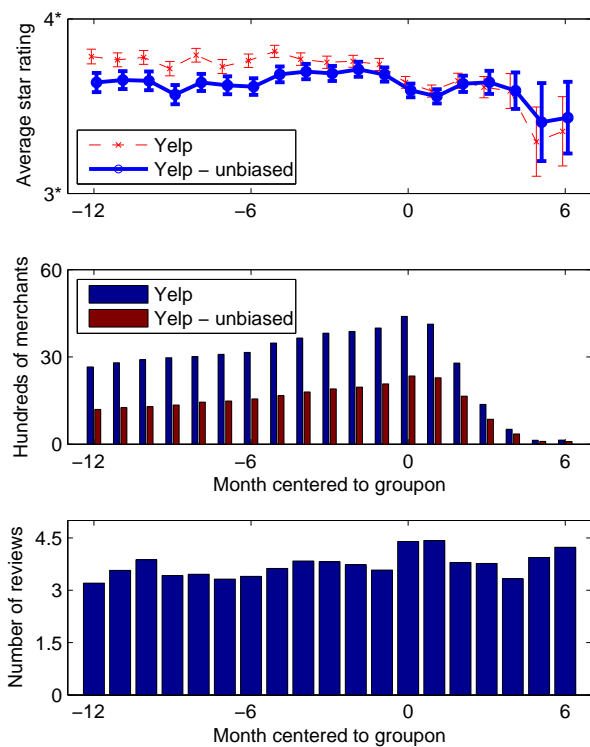 4*
Average star rating
Yelp
Yelp − unbiased
3*
−12 −6 0 6
60
Yelp
Yelp − unbiased
Hundreds of merchants
30
0
−12 −6 0 6
Month centered to groupon
4.5
Number of reviews
3
1.5
0
−12 −6 0 6
Month centered to groupon